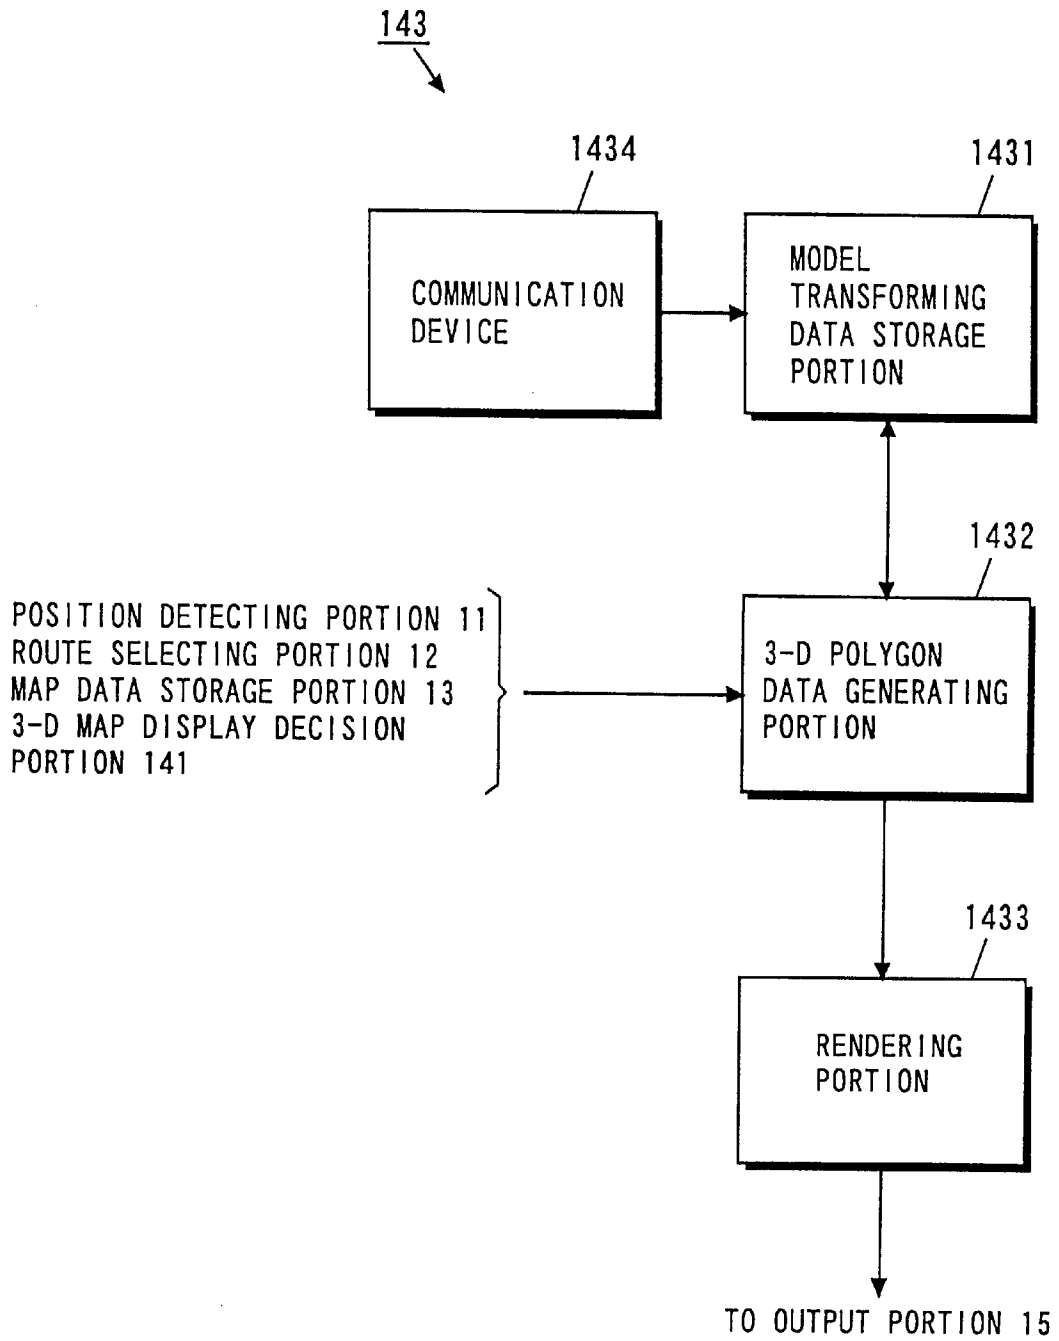 143
1434
1431
COMMUNICATION
DEVICE
MODEL
TRANSFORMING
DATA STORAGE
PORTION
1432
POSITION DETECTING PORTION 11
ROUTE SELECTING PORTION 12
MAP DATA STORAGE PORTION 13
3-D MAP DISPLAY DECISION
PORTION 141
3-D POLYGON
DATA GENERATING
PORTION
1433
RENDERING
PORTION
TO OUTPUT PORTION 15